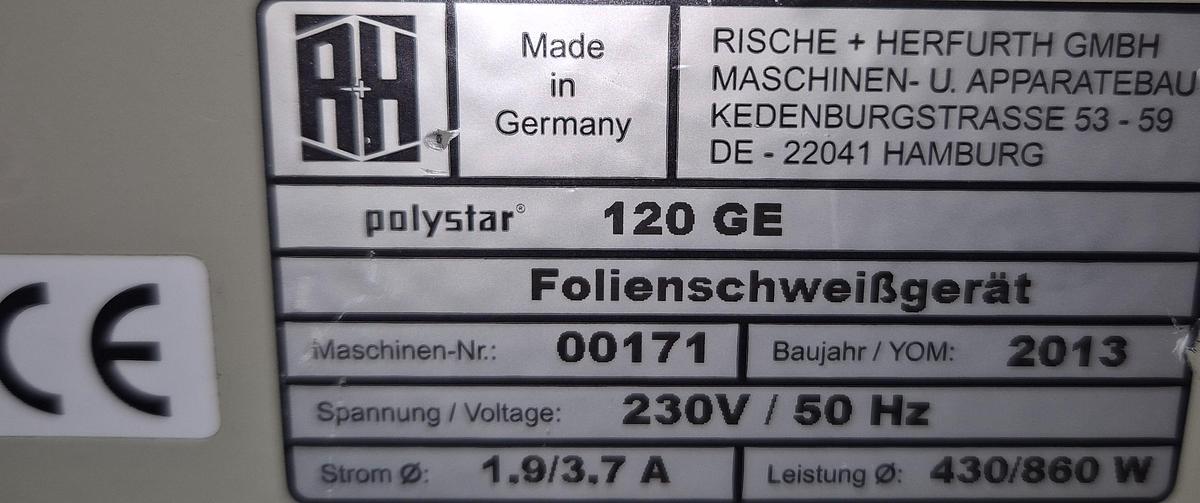 R+H
Made
in
Germany
RISCHE + HERFURTH GMBH
MASCHINEN- U. APPARATEBAU
KEDENBURGSTRASSE 53 - 59
DE - 22041 HAMBURG
polystar® 120 GE
Folienschweißgerät
Maschinen-Nr.: 00171
Baujahr / YOM: 2013
Spannung / Voltage: 230V / 50 Hz
Strom Ø: 1.9/3.7 A
Leistung Ø: 430/860 W
CE